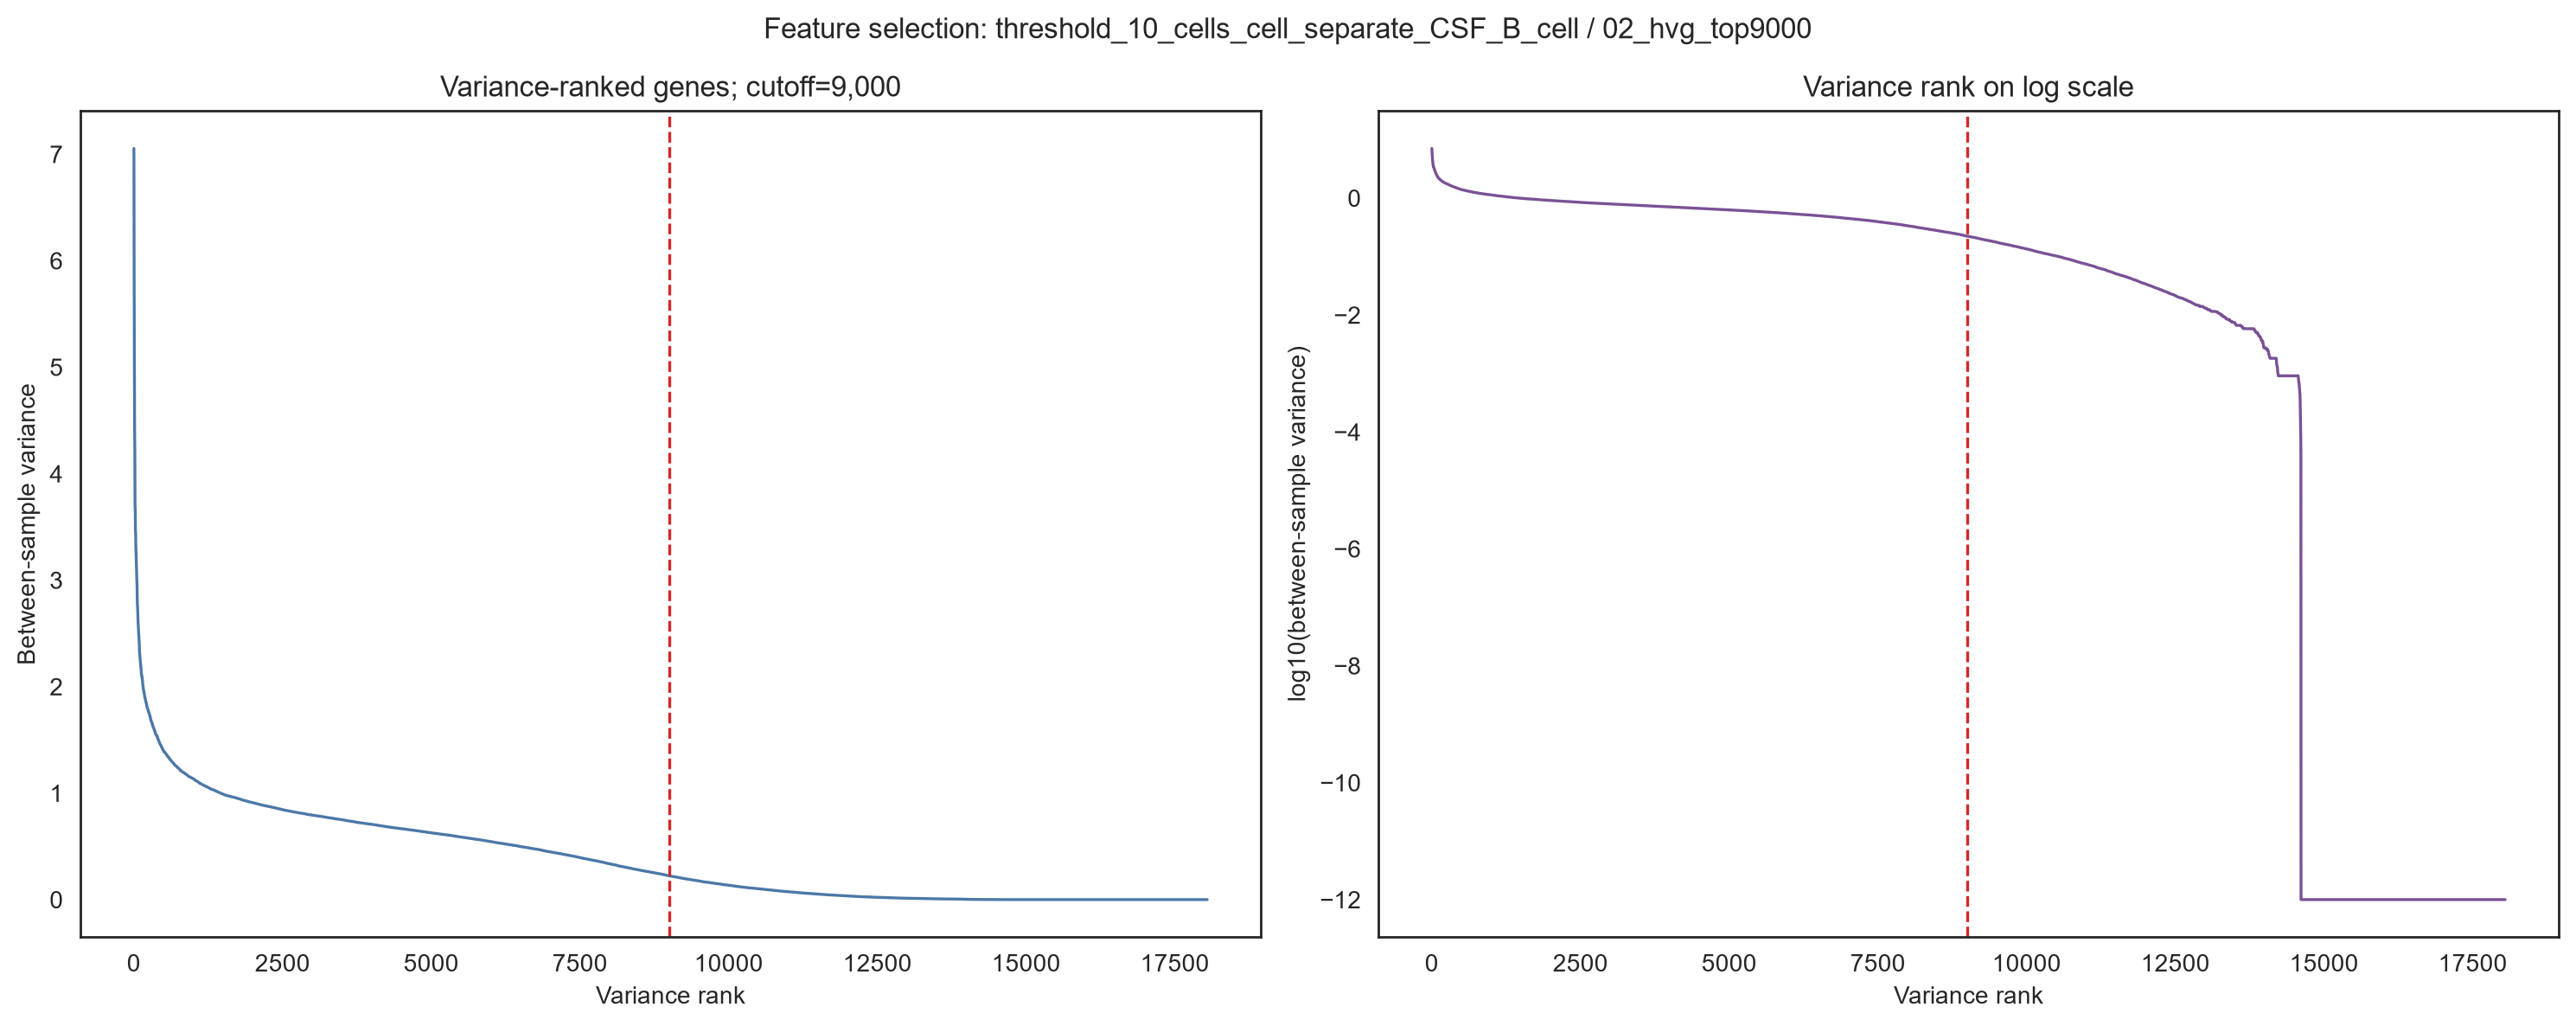 Feature selection: threshold_10_cells_cell_separate_CSF_B_cell / 02_hvg_top9000
Variance-ranked genes; cutoff=9,000
Between-sample variance
7
6
5
4
3
2
1
0
0 2500 5000 7500 10000 12500 15000 17500
Variance rank
Variance rank on log scale
log10(between-sample variance)
0
−2
−4
−6
−8
−10
−12
0 2500 5000 7500 10000 12500 15000 17500
Variance rank